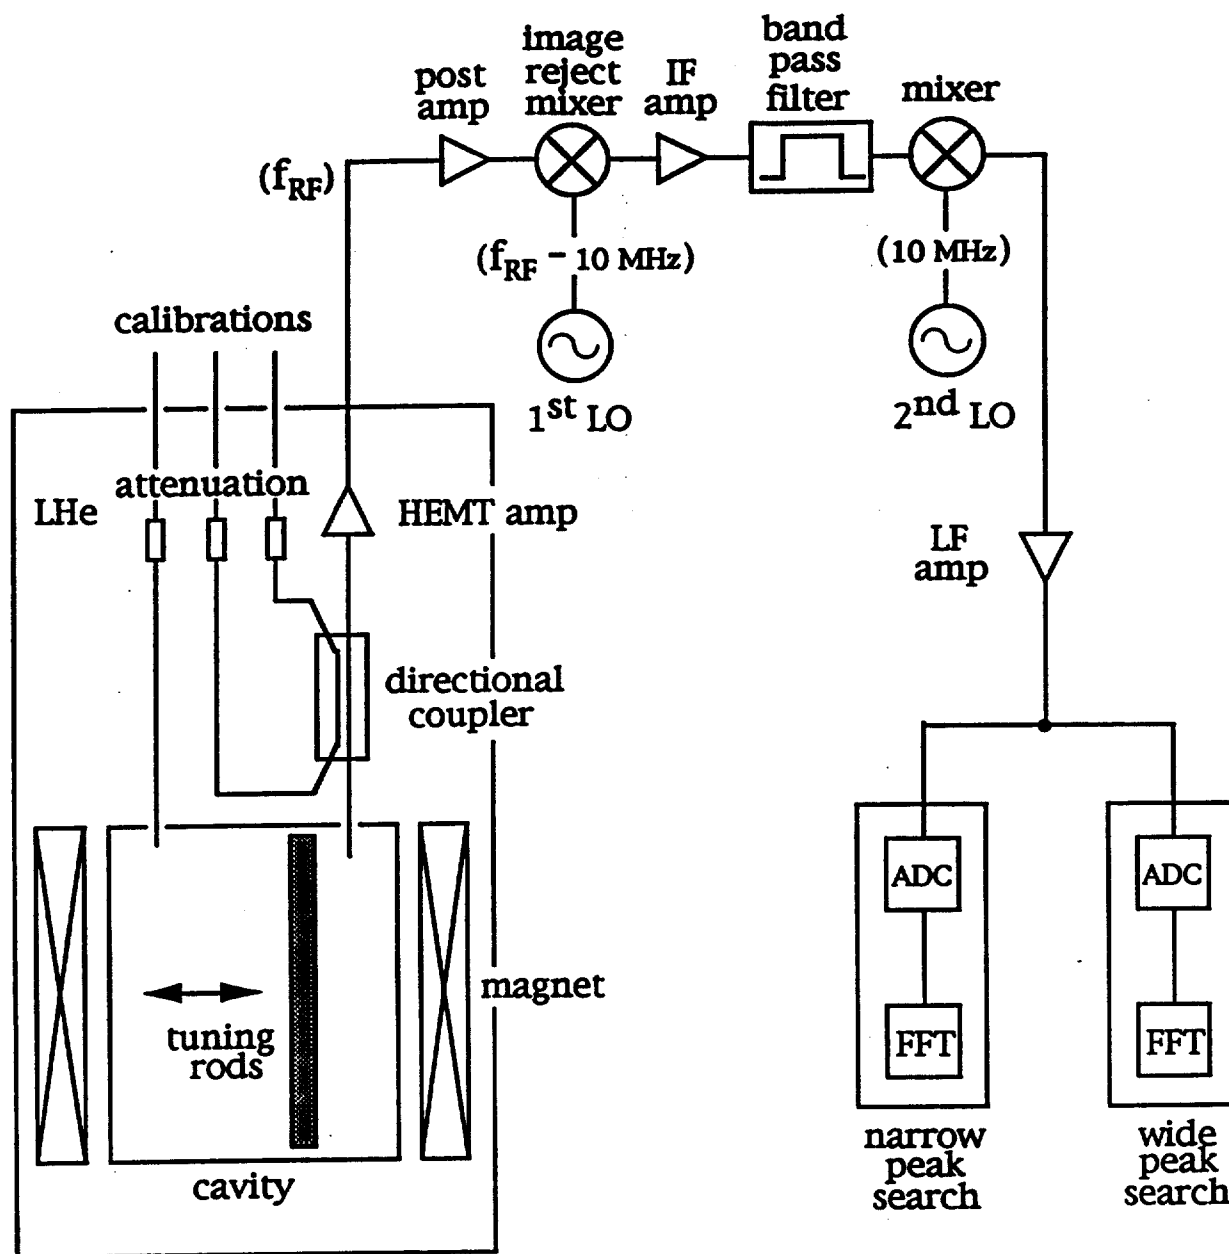 post
amp
image
reject
mixer
IF
amp
band
pass
filter
mixer
(fRF)
(fRF - 10 MHz)
(10 MHz)
1st LO
2nd LO
calibrations
attenuation
LHe
HEMT amp
directional
coupler
LF
amp
magnet
tuning
rods
cavity
ADC
FFT
narrow
peak
search
ADC
FFT
wide
peak
search